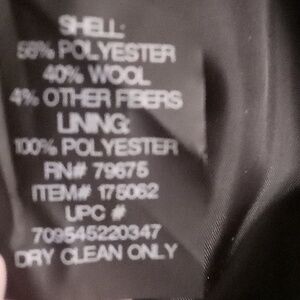 SHELL:
56% POLYESTER
40% WOOL
4% OTHER FIBERS
LINING:
100% POLYESTER
RN# 79675
ITEM# 175062
UPC #
709545220347
DRY CLEAN ONLY